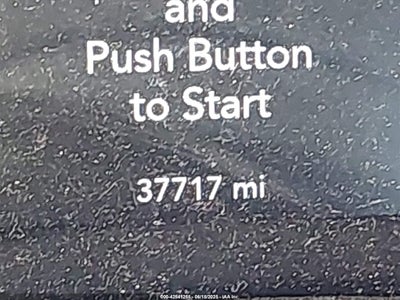 and
Push Button
to Start
37717 mi